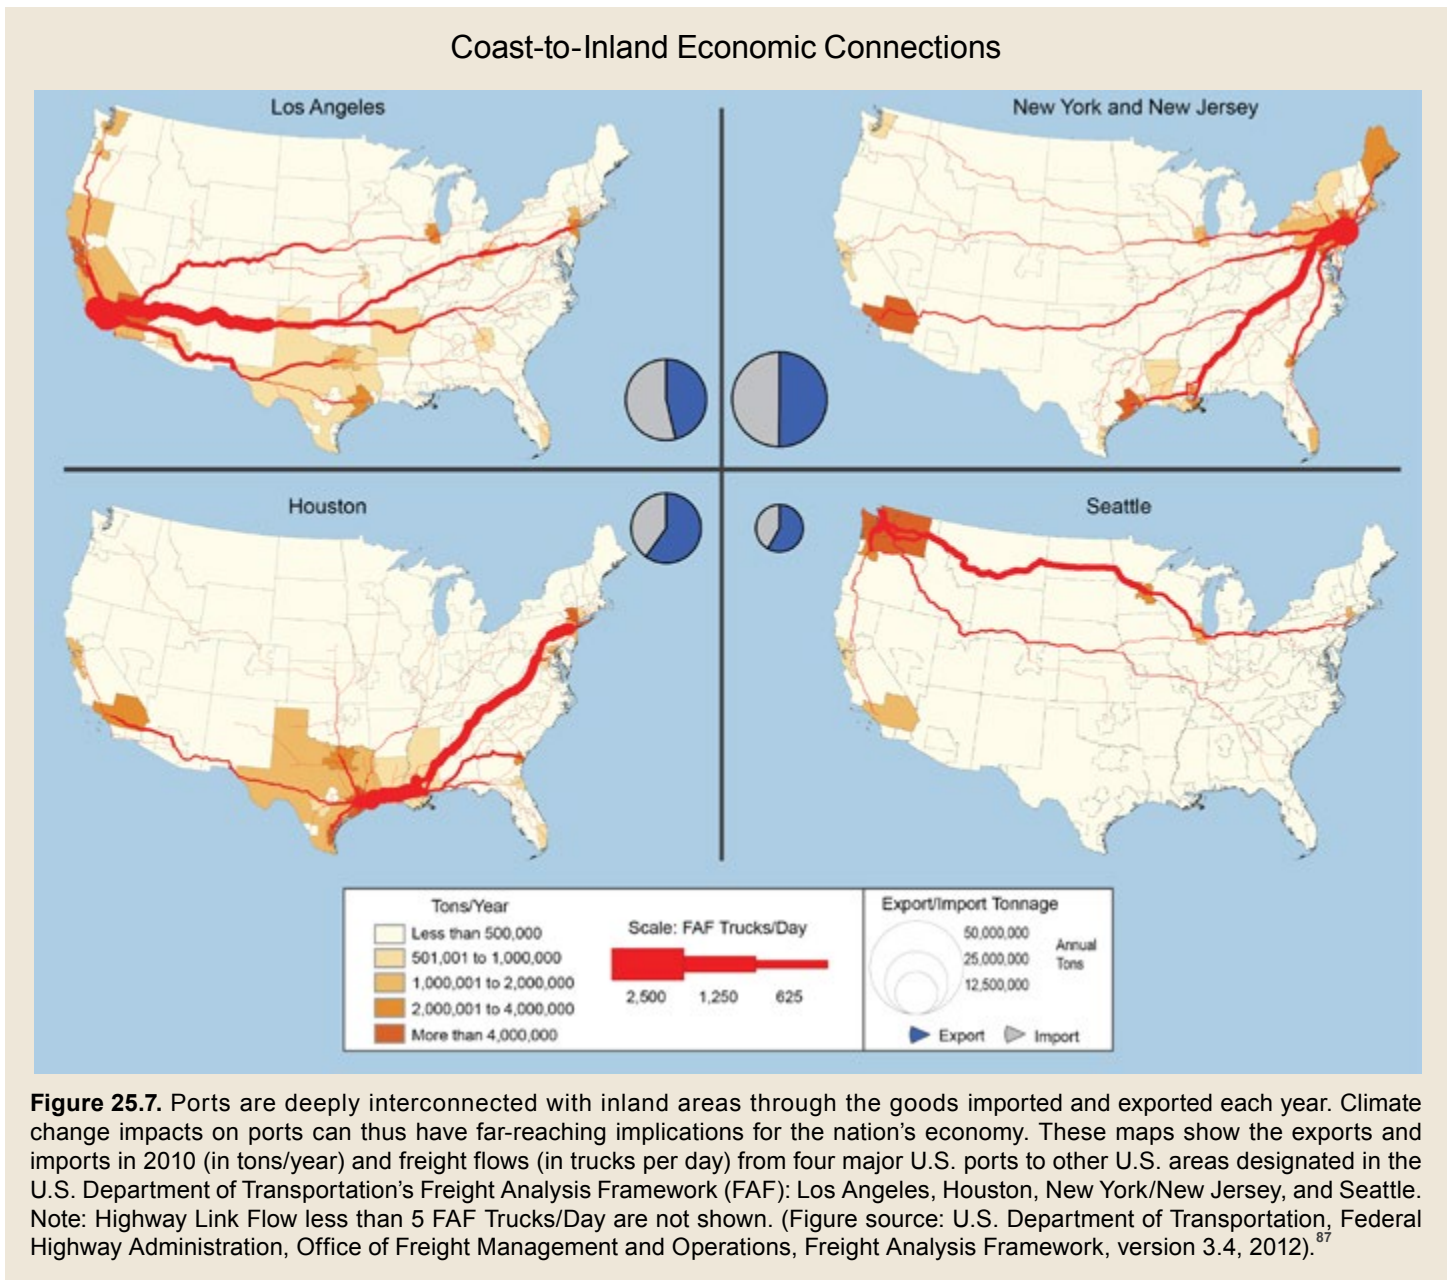 Coast-to-Inland Economic Connections
Los Angeles
New York and New Jersey
Houston
Seattle
Tons/Year
Less than 500,000
501,001 to 1,000,000
1,000,001 to 2,000,000
2,000,001 to 4,000,000
More than 4,000,000
Scale: FAF Trucks/Day
2,500 1,250 625
Export/Import Tonnage
50,000,000
25,000,000
12,500,000
Annual
Tons
Export Import
Figure 25.7. Ports are deeply interconnected with inland areas through the goods imported and exported each year. Climate
change impacts on ports can thus have far-reaching implications for the nation’s economy. These maps show the exports and
imports in 2010 (in tons/year) and freight flows (in trucks per day) from four major U.S. ports to other U.S. areas designated in the
U.S. Department of Transportation’s Freight Analysis Framework (FAF): Los Angeles, Houston, New York/New Jersey, and Seattle.
Note: Highway Link Flow less than 5 FAF Trucks/Day are not shown. (Figure source: U.S. Department of Transportation, Federal
Highway Administration, Office of Freight Management and Operations, Freight Analysis Framework, version 3.4, 2012).87